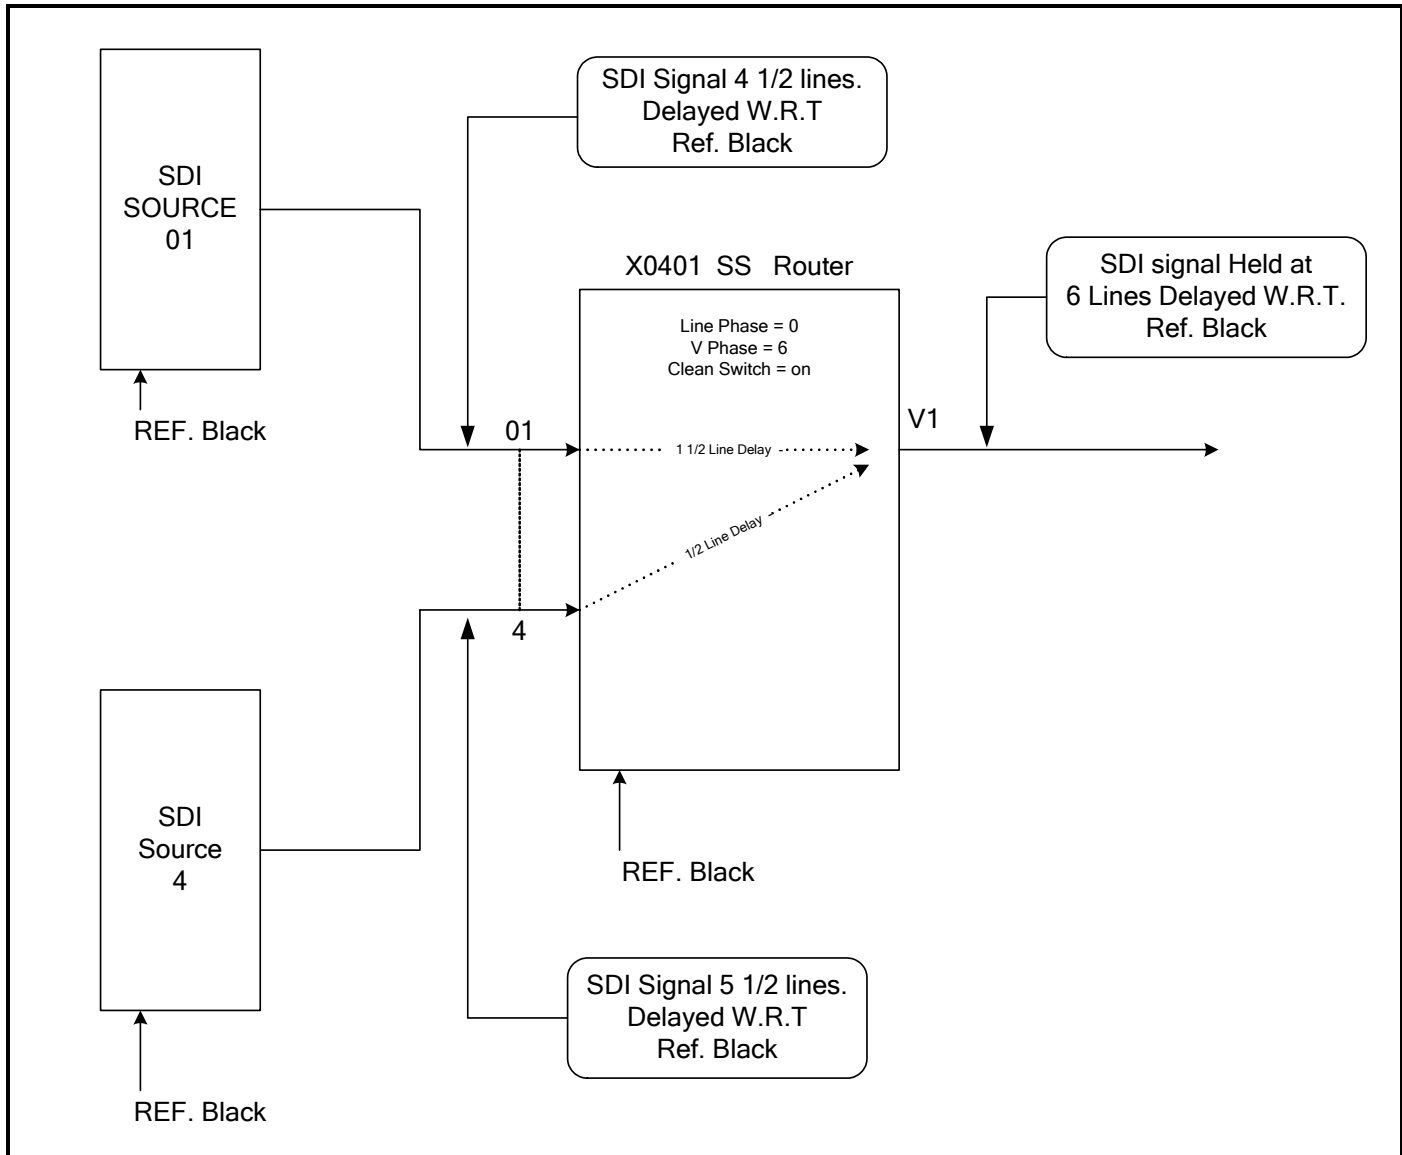 SDI Signal 4 1/2 lines.
Delayed W.R.T
Ref. Black
SDI
SOURCE
01
REF. Black
X0401 SS Router
Line Phase = 0
V Phase = 6
Clean Switch = on
SDI signal Held at
6 Lines Delayed W.R.T.
Ref. Black
01
1 1/2 Line Delay
V1
1/2 Line Delay
4
SDI
Source
4
REF. Black
REF. Black
SDI Signal 5 1/2 lines.
Delayed W.R.T
Ref. Black